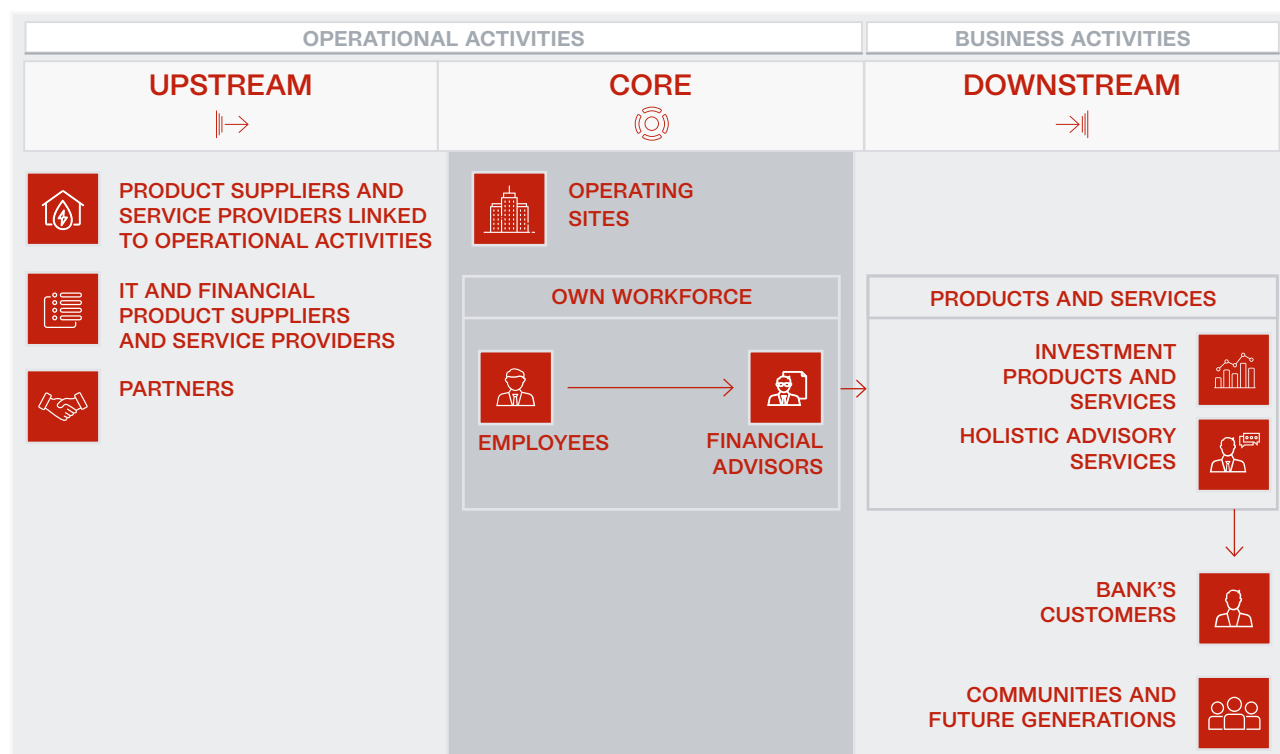 OPERATIONAL ACTIVITIES
BUSINESS ACTIVITIES
UPSTREAM
CORE
DOWNSTREAM
PRODUCT SUPPLIERS AND
SERVICE PROVIDERS LINKED
TO OPERATIONAL ACTIVITIES
IT AND FINANCIAL
PRODUCT SUPPLIERS
AND SERVICE PROVIDERS
PARTNERS
OPERATING
SITES
OWN WORKFORCE
EMPLOYEES
FINANCIAL
ADVISORS
PRODUCTS AND SERVICES
INVESTMENT
PRODUCTS AND
SERVICES
HOLISTIC ADVISORY
SERVICES
BANK'S
CUSTOMERS
COMMUNITIES AND
FUTURE GENERATIONS